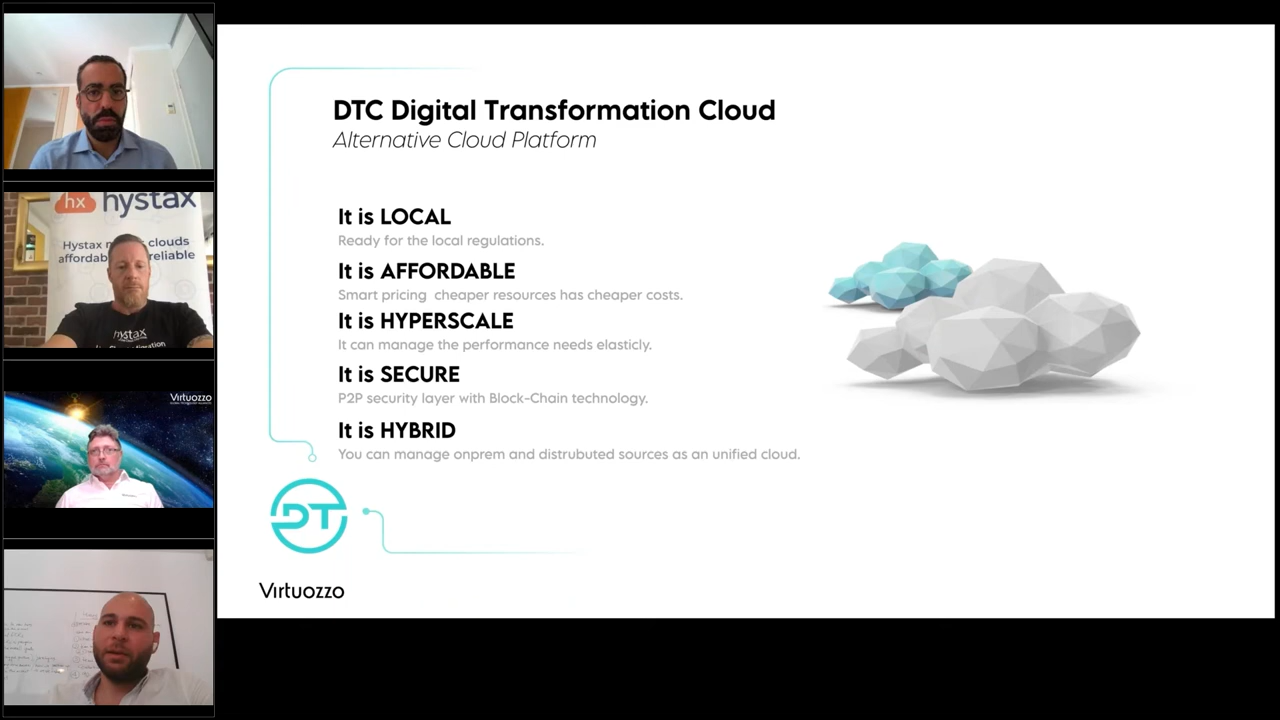 hx hystax
Hystax clouds
affordab reliable
hystax
Virtuozzo
DTC Digital Transformation Cloud
Alternative Cloud Platform
It is LOCAL
Ready for the local regulations.
It is AFFORDABLE
Smart pricing cheaper resources has cheaper costs.
It is HYPERSCALE
It can manage the performance needs elasticly.
It is SECURE
P2P security layer with Block-Chain technology.
It is HYBRID
You can manage onprem and distrubuted sources as an unified cloud.
DT
Virtuozzo